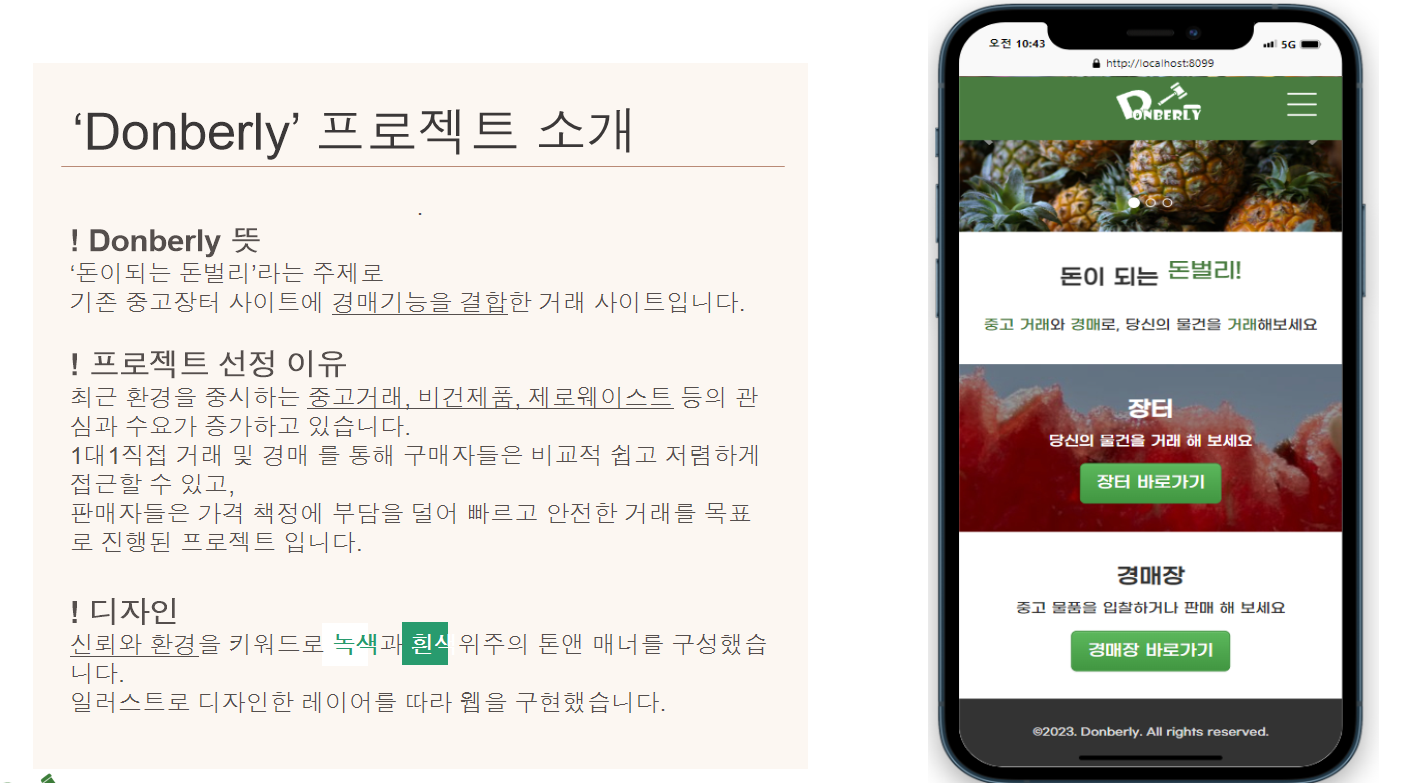 ‘Donberly’ 프로젝트 소개
.
! Donberly 뜻
‘돈이되는 돈벌리’라는 주제로
기존 중고장터 사이트에 경매기능을 결합한 거래 사이트입니다.
! 프로젝트 선정 이유
최근 환경을 중시하는 중고거래, 비건제품, 제로웨이스트 등의 관
심과 수요가 증가하고 있습니다.
1대1직접 거래 및 경매 를 통해 구매자들은 비교적 쉽고 저렴하게
접근할 수 있고,
판매자들은 가격 책정에 부담을 덜어 빠르고 안전한 거래를 목표
로 진행된 프로젝트 입니다.
! 디자인
신뢰와 환경을 키워드로 녹색과 흰색 위주의 톤앤 매너를 구성했습
니다.
일러스트로 디자인한 레이어를 따라 웹을 구현했습니다.
오전 10:43
5G
http://localhost:8099
DONBERLY
돈이 되는 돈벌리!
중고 거래와 경매로, 당신의 물건을 거래해보세요
장터
당신의 물건을 거래 해 보세요
장터 바로가기
경매장
중고 물품을 입찰하거나 판매 해 보세요
경매장 바로가기
©2023. Donberly. All rights reserved.